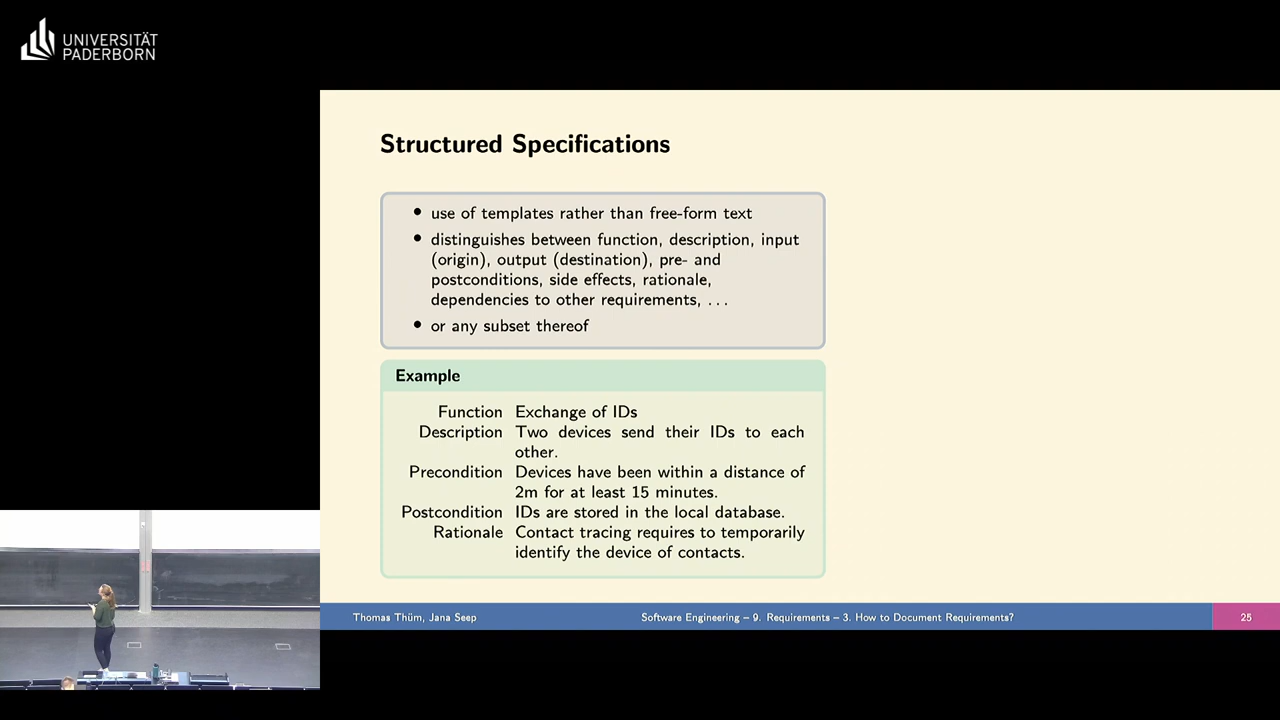 UNIVERSITÄT
PADERBORN
Structured Specifications
• use of templates rather than free-form text
• distinguishes between function, description, input
(origin), output (destination), pre- and
postconditions, side effects, rationale,
dependencies to other requirements, . . .
• or any subset thereof
Example
Function Exchange of IDs
Description Two devices send their IDs to each
other.
Precondition Devices have been within a distance of
2m for at least 15 minutes.
Postcondition IDs are stored in the local database.
Rationale Contact tracing requires to temporarily
identify the device of contacts.
Thomas Thüm, Jana Seep Software Engineering – 9. Requirements – 3. How to Document Requirements? 25